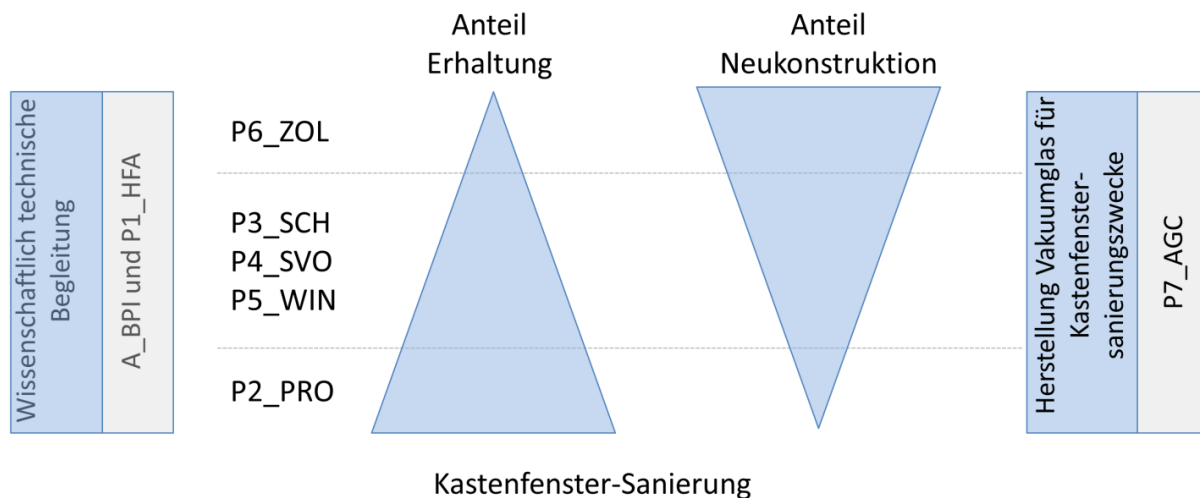 Anteil
Erhaltung
Anteil
Neukonstruktion
Wissenschaftlich technische
Begleitung
A_BPI und P1_HFA
P6_ZOL
P3_SCH
P4_SVO
P5_WIN
P2_PRO
Herstellung Vakuumglas für
Kastenfenster-
sanierungszwecke
P7_AGC
Kastenfenster-Sanierung